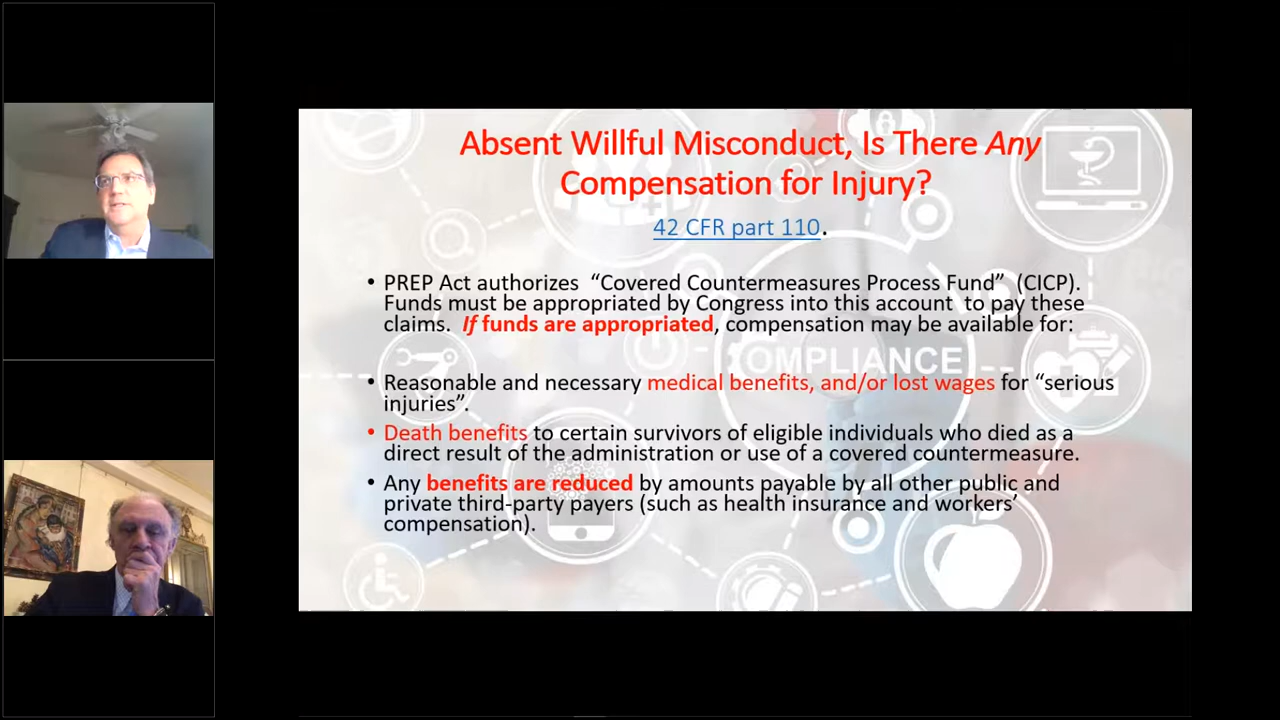 Absent Willful Misconduct, Is There Any
Compensation for Injury?
42 CFR part 110.
• PREP Act authorizes “Covered Countermeasures Process Fund” (CICP).
Funds must be appropriated by Congress into this account to pay these
claims. If funds are appropriated, compensation may be available for:
OMPLIANCE
• Reasonable and necessary medical benefits, and/or lost wages for “serious
injuries”.
• Death benefits to certain survivors of eligible individuals who died as a
direct result of the administration or use of a covered countermeasure.
• Any benefits are reduced by amounts payable by all other public and
private third-party payers (such as health insurance and workers’
compensation).